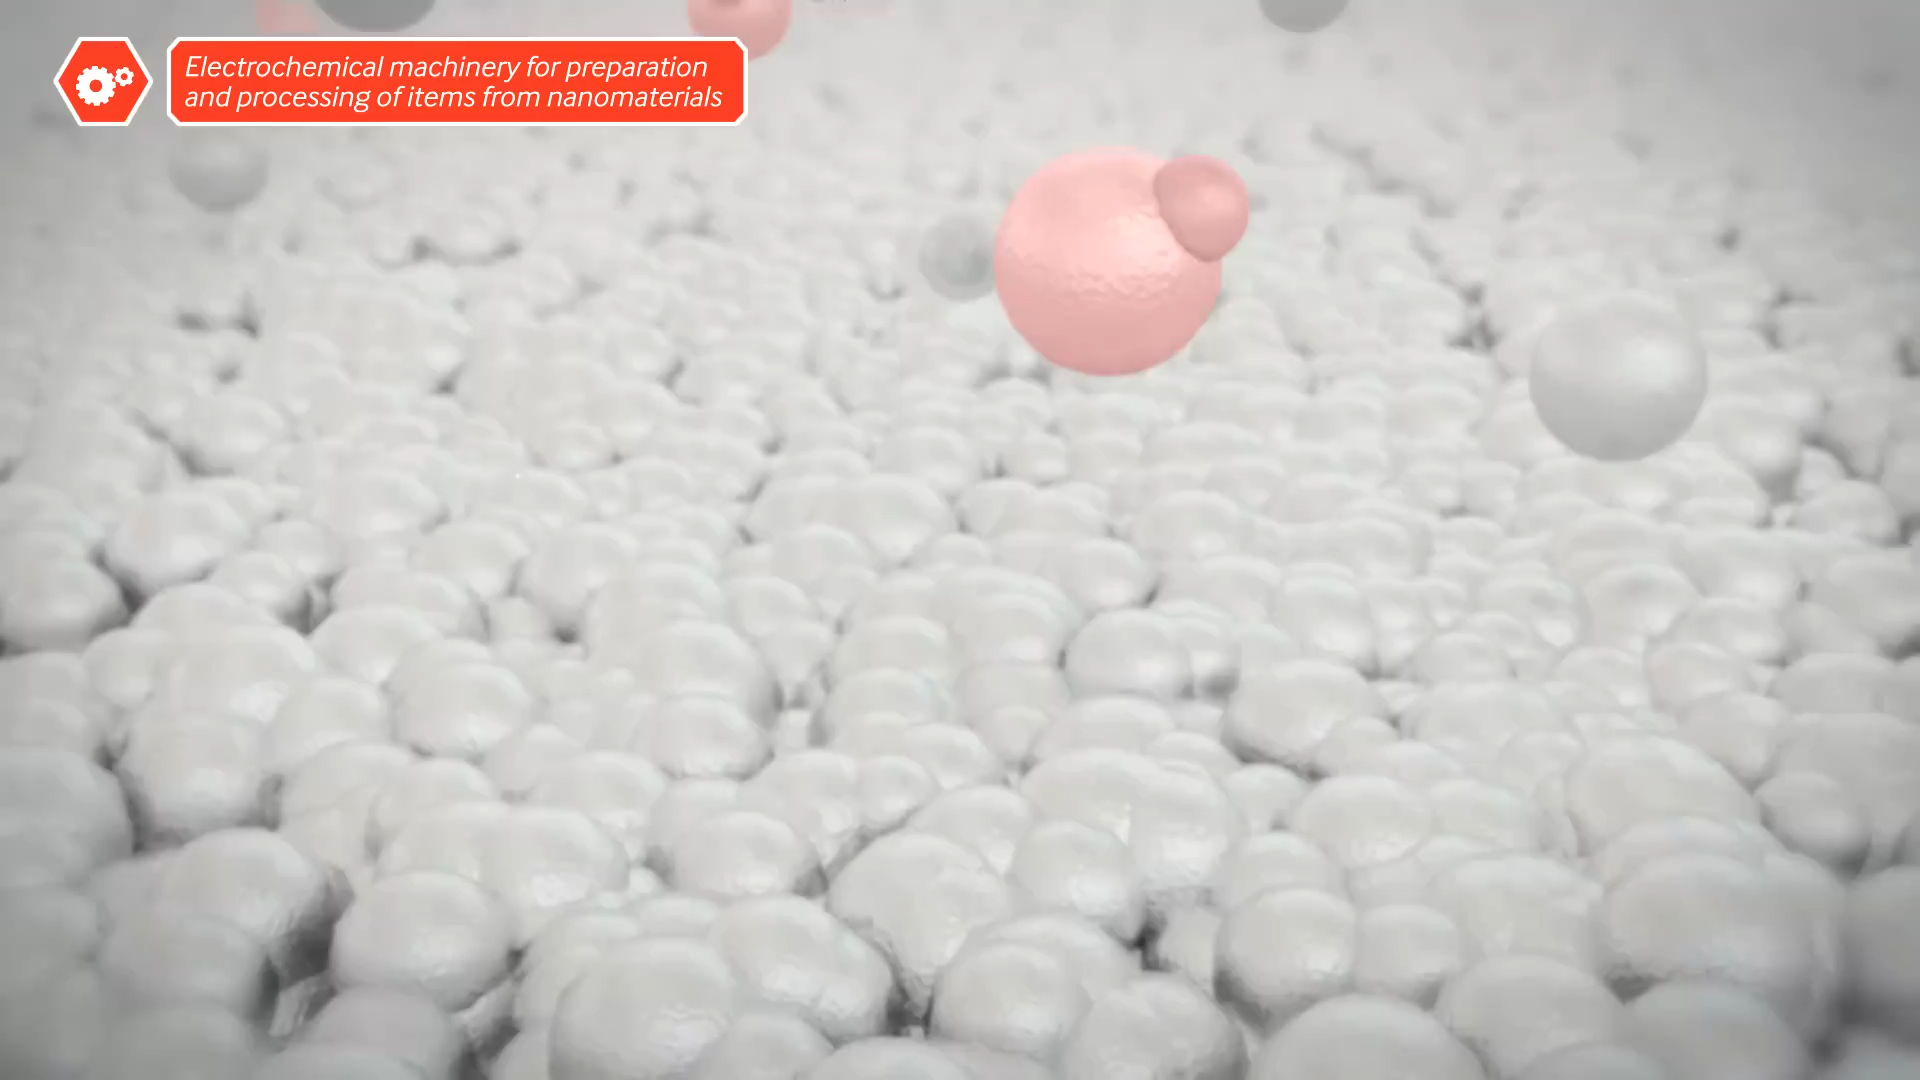 Electrochemical machinery for preparation
and processing of items from nanomaterials